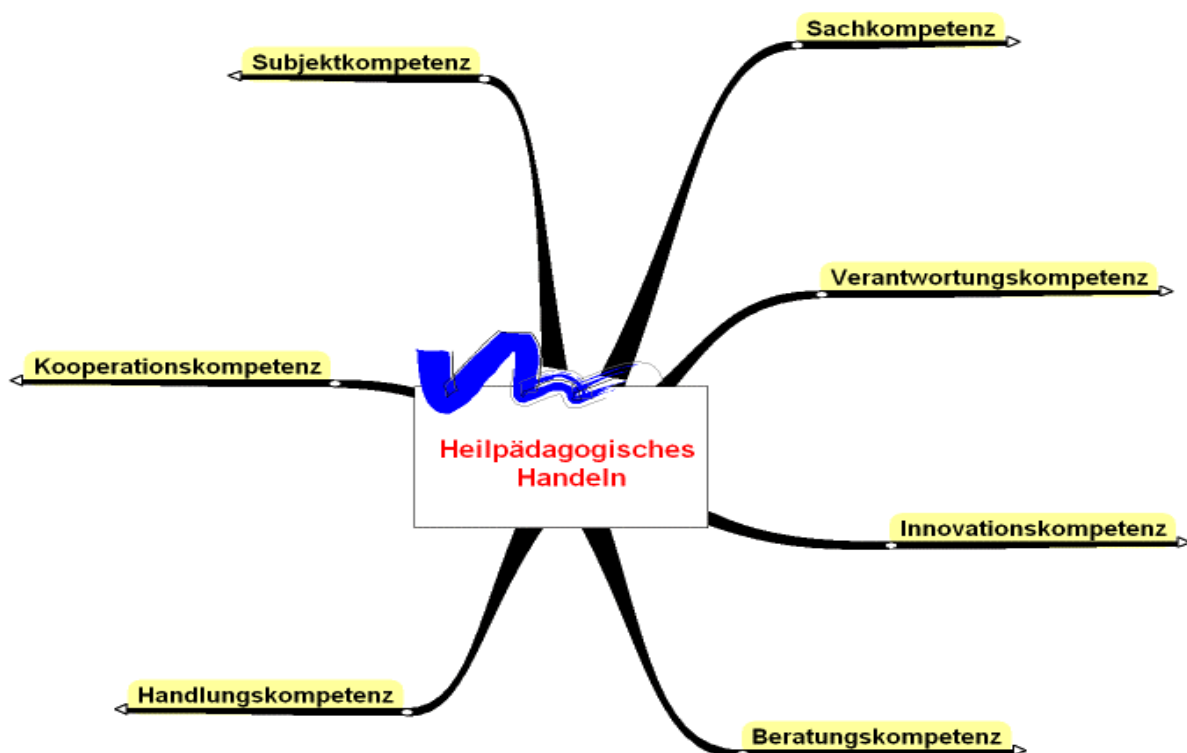 Sachkompetenz
Subjektkompetenz
Verantwortungskompetenz
Kooperationskompetenz
Heilpädagogisches
Handeln
Innovationskompetenz
Handlungskompetenz
Beratungskompetenz